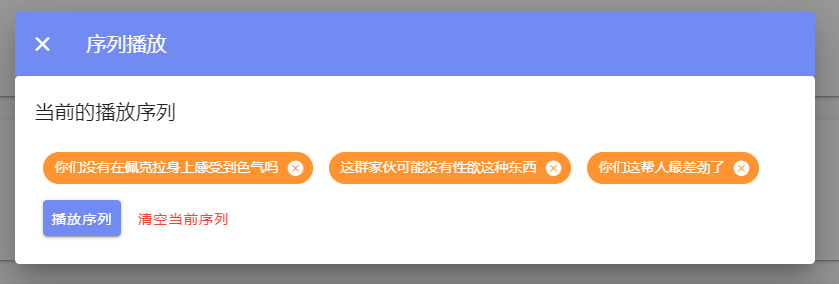 序列播放
当前的播放序列
你们没有在佩克拉身上感受到色气吗 这群家伙可能没有性欲这种东西 你们这帮人最差劲了
播放序列 清空当前序列